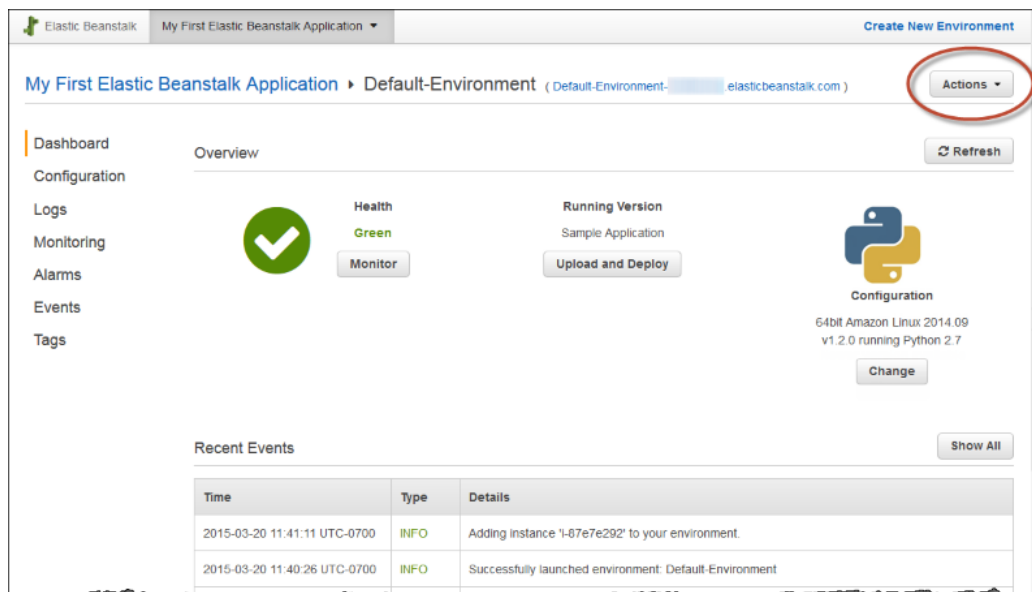 Elastic Beanstalk
My First Elastic Beanstalk Application
Create New Environment
My First Elastic Beanstalk Application
Default-Environment
( Default-Environment- .elasticbeanstalk.com )
Actions
Dashboard
Configuration
Logs
Monitoring
Alarms
Events
Tags
Overview
Refresh
Health
Green
Monitor
Running Version
Sample Application
Upload and Deploy
Configuration
64bit Amazon Linux 2014.09
v1.2.0 running Python 2.7
Change
Recent Events
Show All
Time Type Details
2015-03-20 11:41:11 UTC-0700 INFO Adding instance 'i-87e7e292' to your environment.
2015-03-20 11:40:26 UTC-0700 INFO Successfully launched environment: Default-Environment